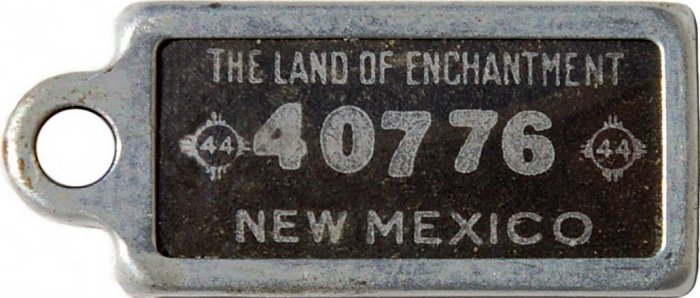 THE LAND OF ENCHANTMENT
44 40776 44
NEW MEXICO